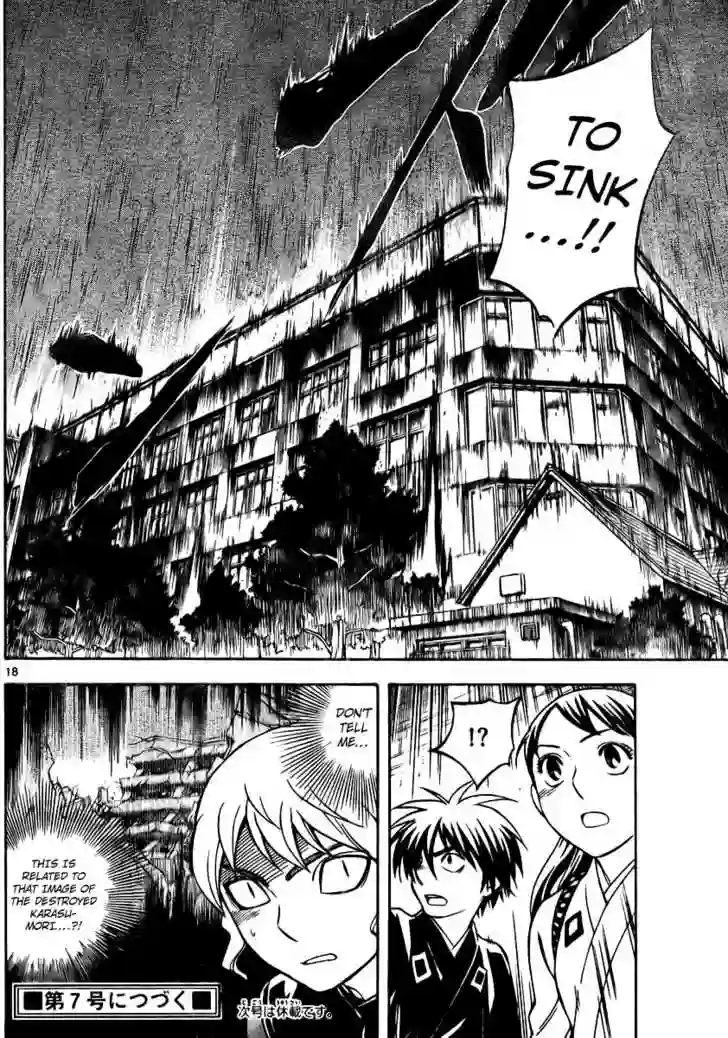 TO
SINK
...!!
18
!?
DON'T
TELL
ME...
THIS IS
RELATED TO
THAT IMAGE OF
THE DESTROYED
KARASU-
MORI....?!
■第7号につづく■
次号は休載です。